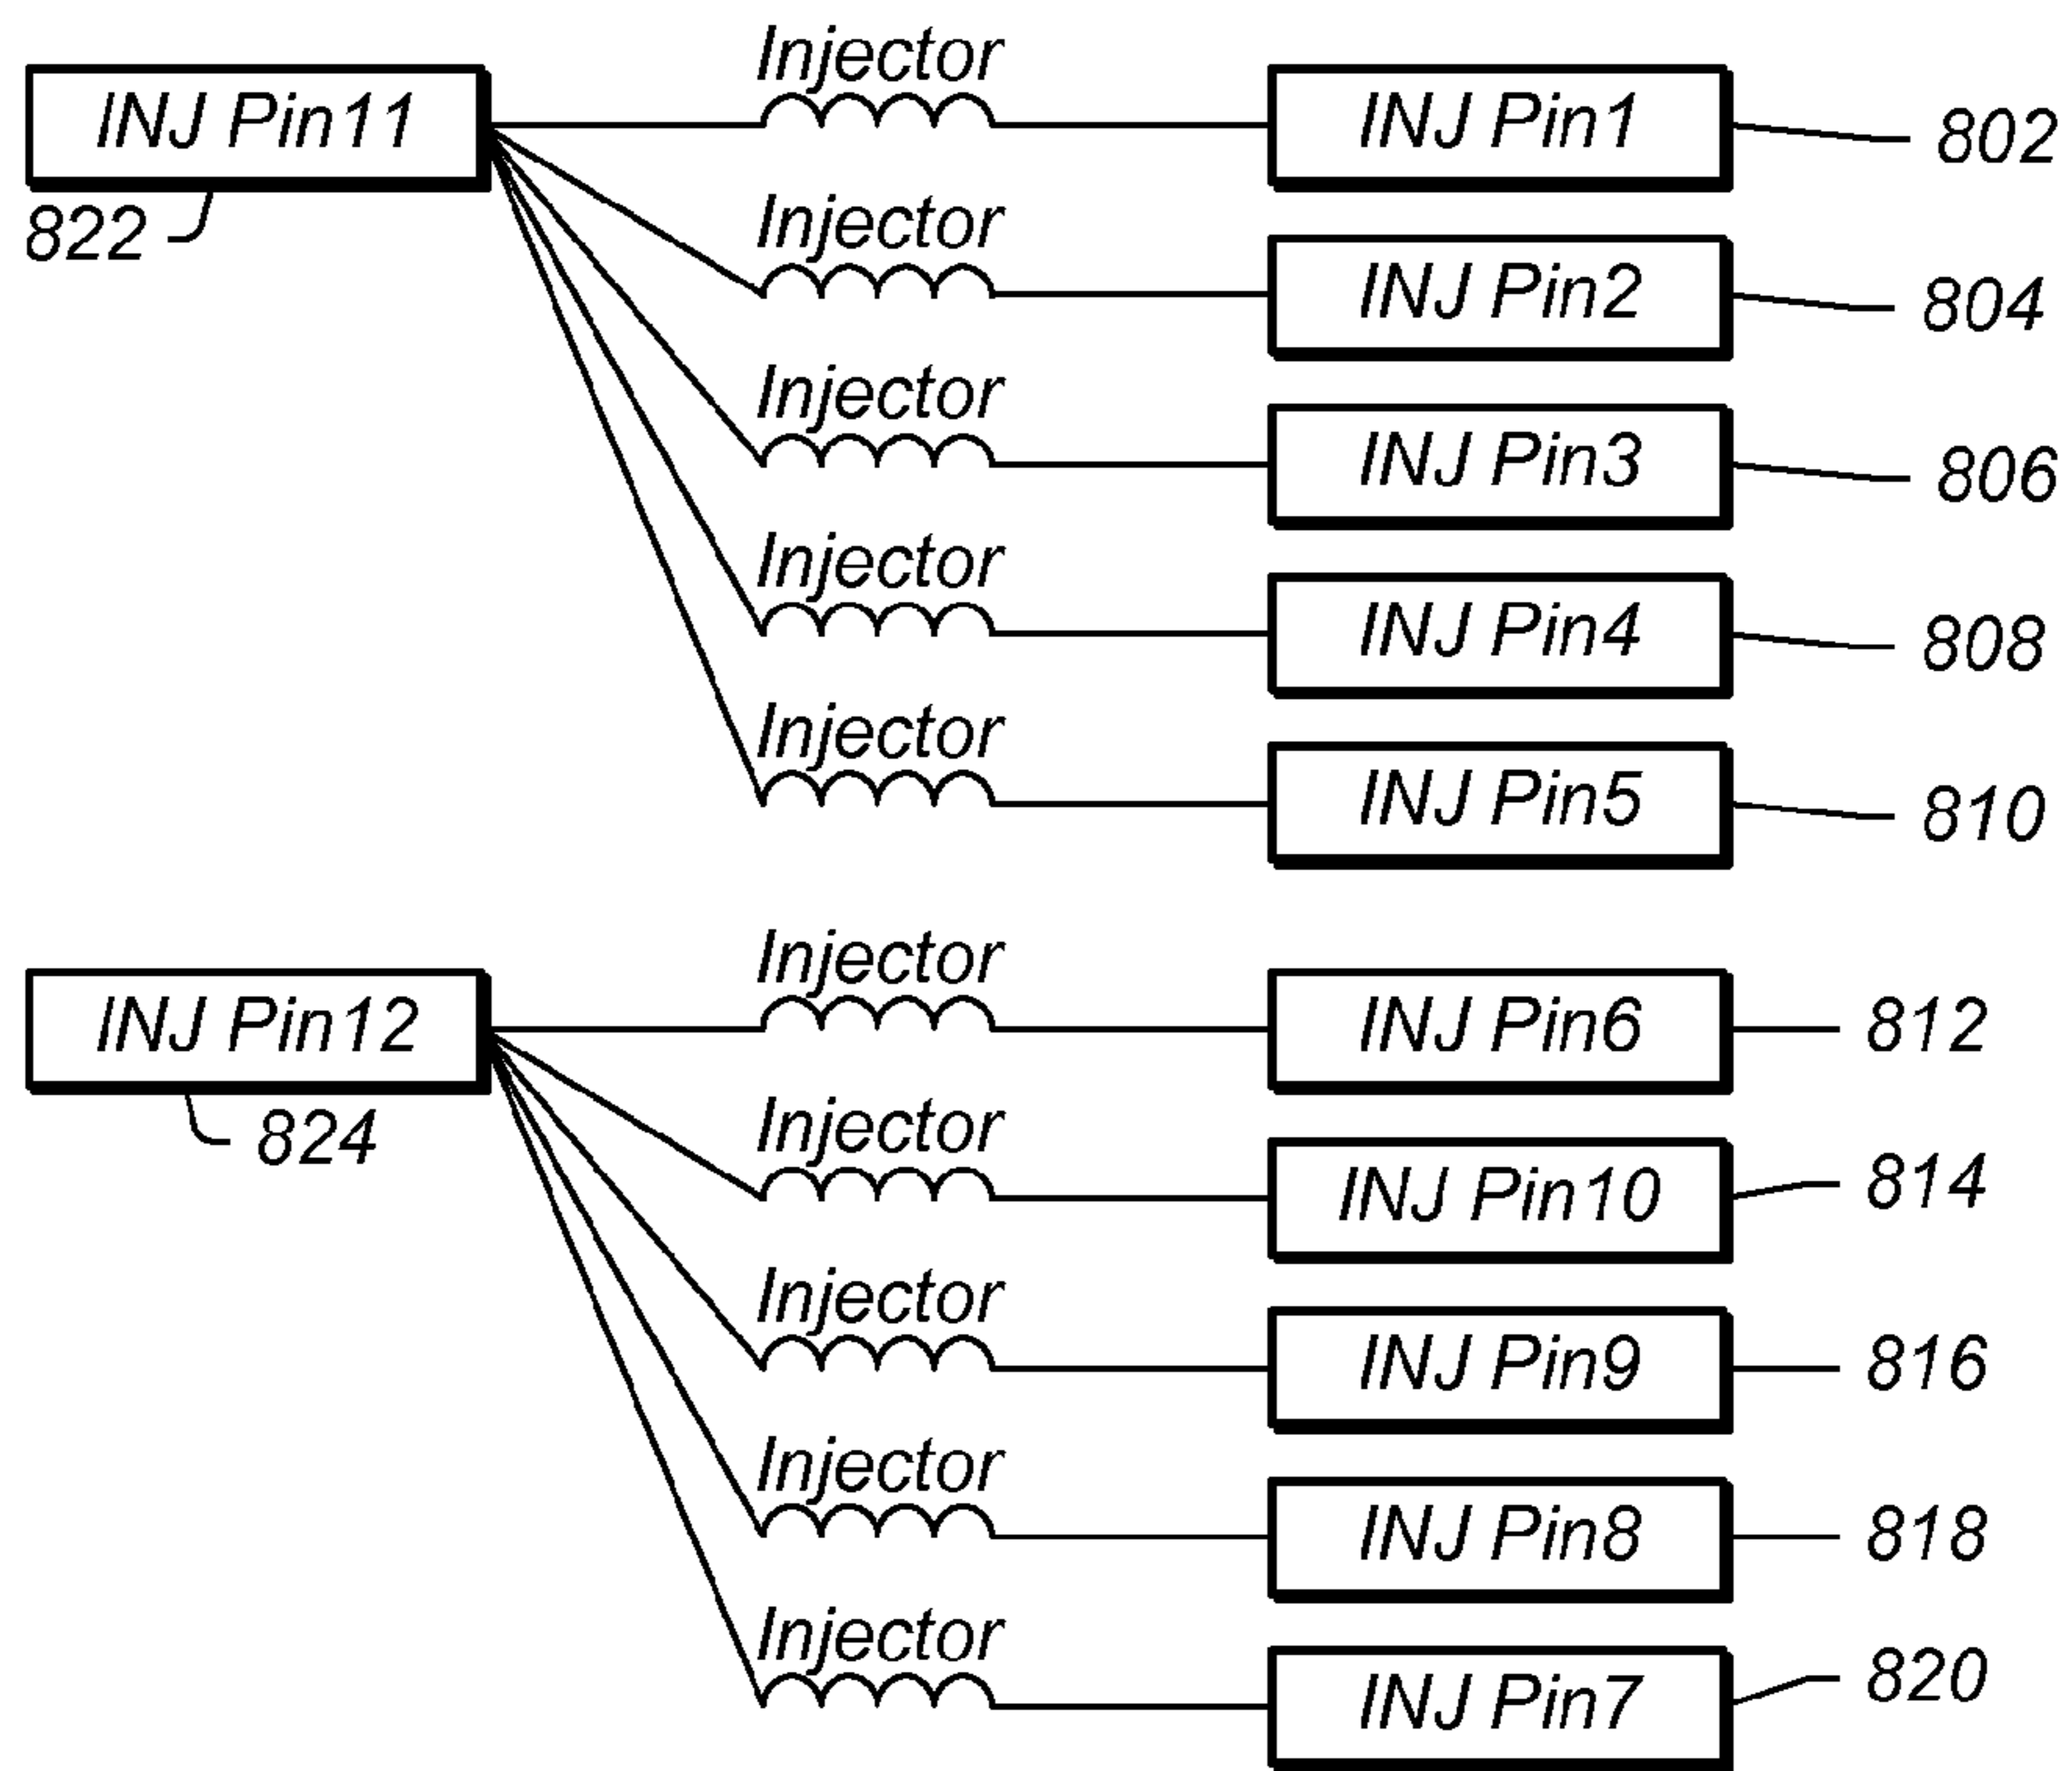 Injector
INJ Pin11
INJ Pin1
802
822
Injector
INJ Pin2
804
Injector
INJ Pin3
806
Injector
INJ Pin4
808
Injector
INJ Pin5
810
Injector
INJ Pin12
INJ Pin6
812
824
Injector
INJ Pin10
814
Injector
INJ Pin9
816
Injector
INJ Pin8
818
Injector
INJ Pin7
820